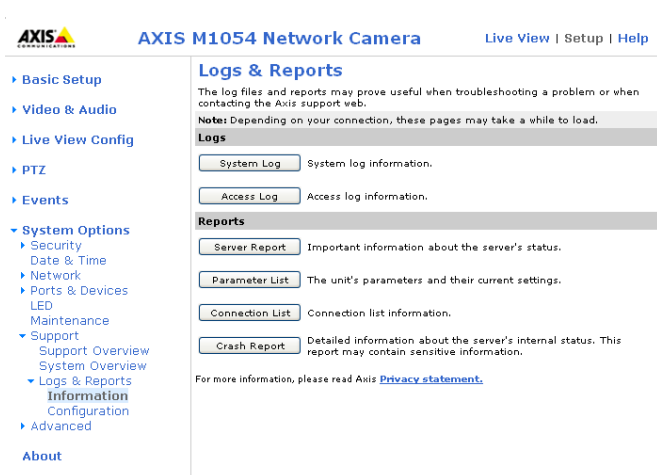 AXIS
COMMUNICATIONS
AXIS M1054 Network Camera
Live View | Setup | Help
Basic Setup
Video & Audio
Live View Config
PTZ
Events
System Options
Security
Date & Time
Network
Ports & Devices
LED
Maintenance
Support
Support Overview
System Overview
Logs & Reports
Information
Configuration
Advanced
About
Logs & Reports
The log files and reports may prove useful when troubleshooting a problem or when
contacting the Axis support web.
Note: Depending on your connection, these pages may take a while to load.
Logs
System Log System log information.
Access Log Access log information.
Reports
Server Report Important information about the server's status.
Parameter List The unit's parameters and their current settings.
Connection List Connection list information.
Crash Report Detailed information about the server's internal status. This
report may contain sensitive information.
For more information, please read Axis Privacy statement.